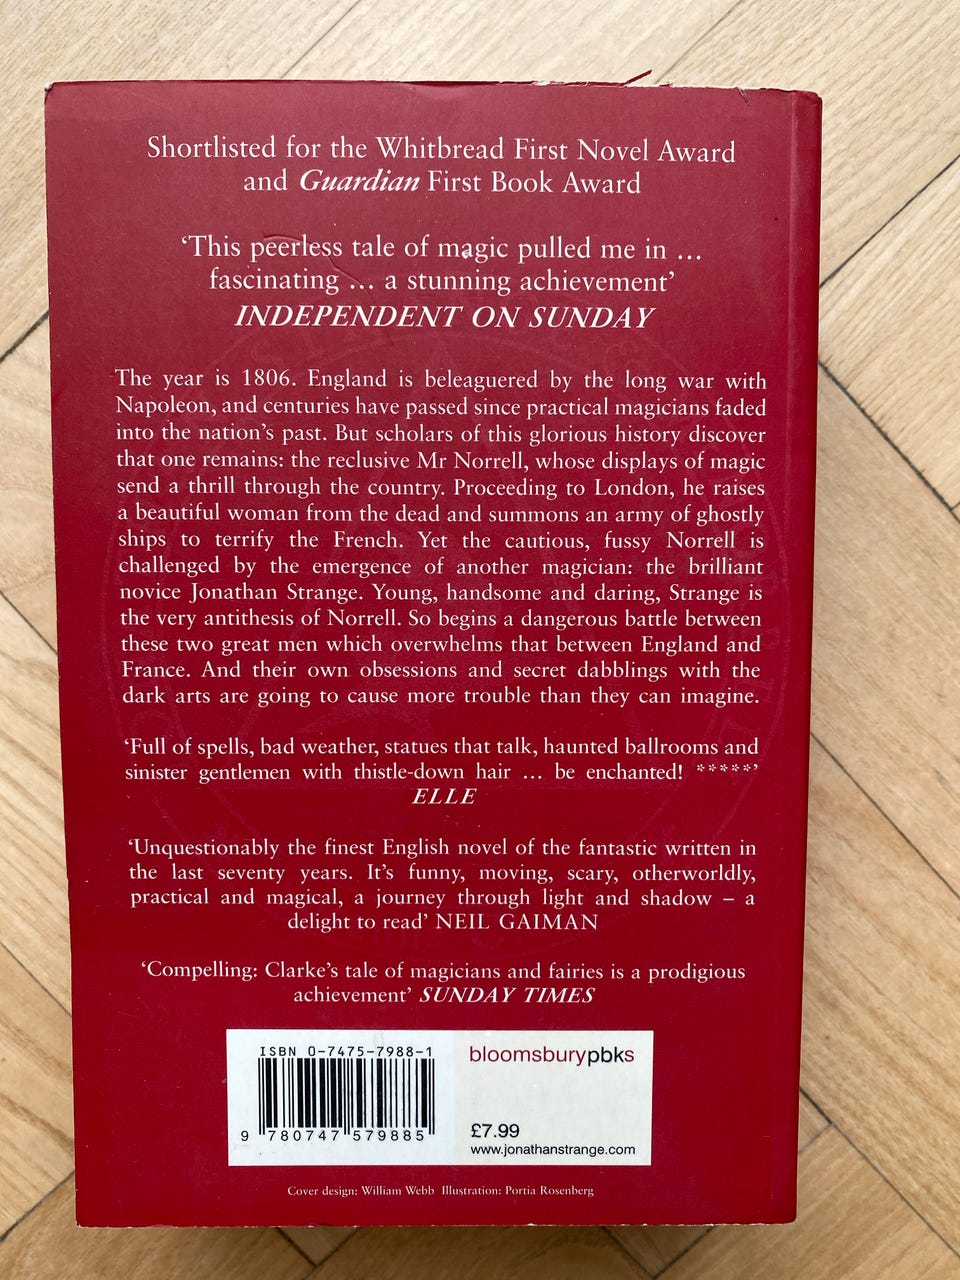 Shortlisted for the Whitbread First Novel Award
and Guardian First Book Award
‘This peerless tale of magic pulled me in ...
fascinating ... a stunning achievement’
INDEPENDENT ON SUNDAY
The year is 1806. England is beleaguered by the long war with
Napoleon, and centuries have passed since practical magicians faded
into the nation’s past. But scholars of this glorious history discover
that one remains: the reclusive Mr Norrell, whose displays of magic
send a thrill through the country. Proceeding to London, he raises
a beautiful woman from the dead and summons an army of ghostly
ships to terrify the French. Yet the cautious, fussy Norrell is
challenged by the emergence of another magician: the brilliant
novice Jonathan Strange. Young, handsome and daring, Strange is
the very antithesis of Norrell. So begins a dangerous battle between
these two great men which overwhelms that between England and
France. And their own obsessions and secret dabblings with the
dark arts are going to cause more trouble than they can imagine.
‘Full of spells, bad weather, statues that talk, haunted ballrooms and
sinister gentlemen with thistle-down hair ... be enchanted! *****’
ELLE
‘Unquestionably the finest English novel of the fantastic written in
the last seventy years. It’s funny, moving, scary, otherworldly,
practical and magical, a journey through light and shadow – a
delight to read’ NEIL GAIMAN
‘Compelling: Clarke’s tale of magicians and fairies is a prodigious
achievement’ SUNDAY TIMES
ISBN 0-7475-7988-1
9 780747 579885
bloomsburypbks
£7.99
www.jonathanstrange.com
Cover design: William Webb Illustration: Portia Rosenberg